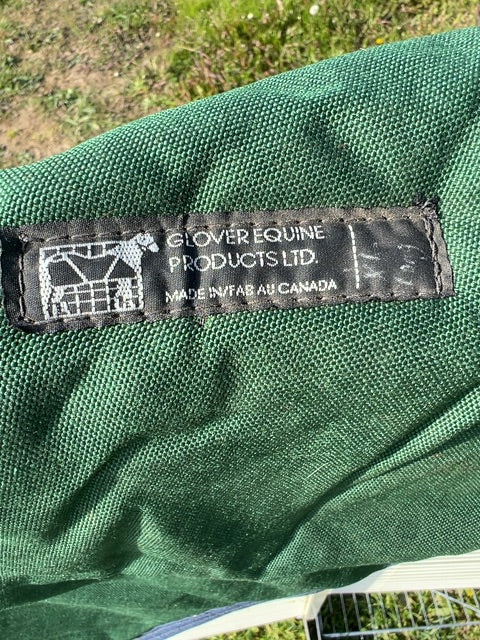 GLOVER EQUINE
PRODUCTS LTD.
MADE IN/FAB AU CANADA